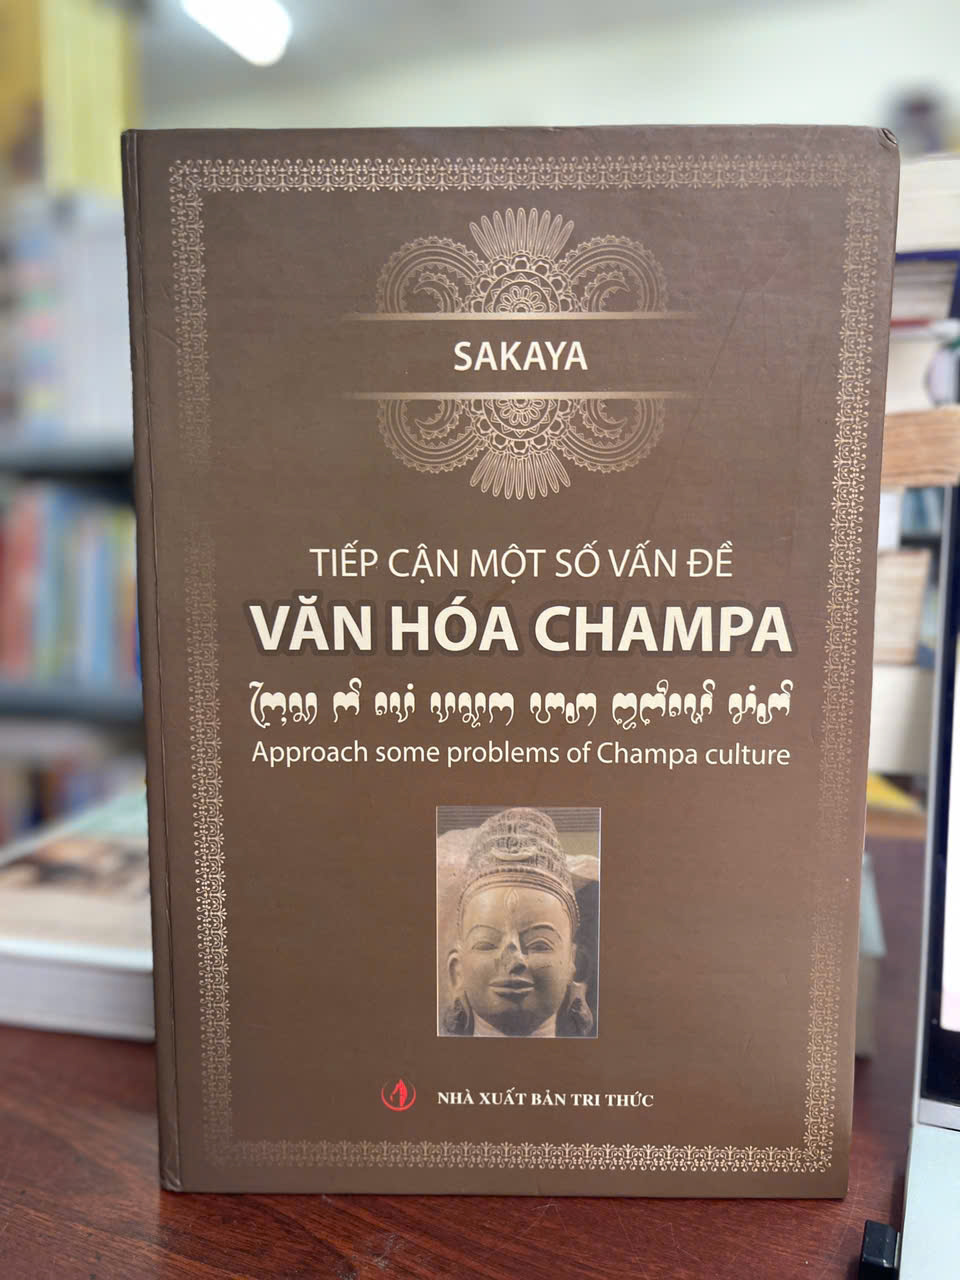 SAKAYA
TIẾP CẬN MỘT SỐ VẤN ĐỀ
VĂN HÓA CHAMPA
Approach some problems of Champa culture
NHÀ XUẤT BẢN TRI THỨC